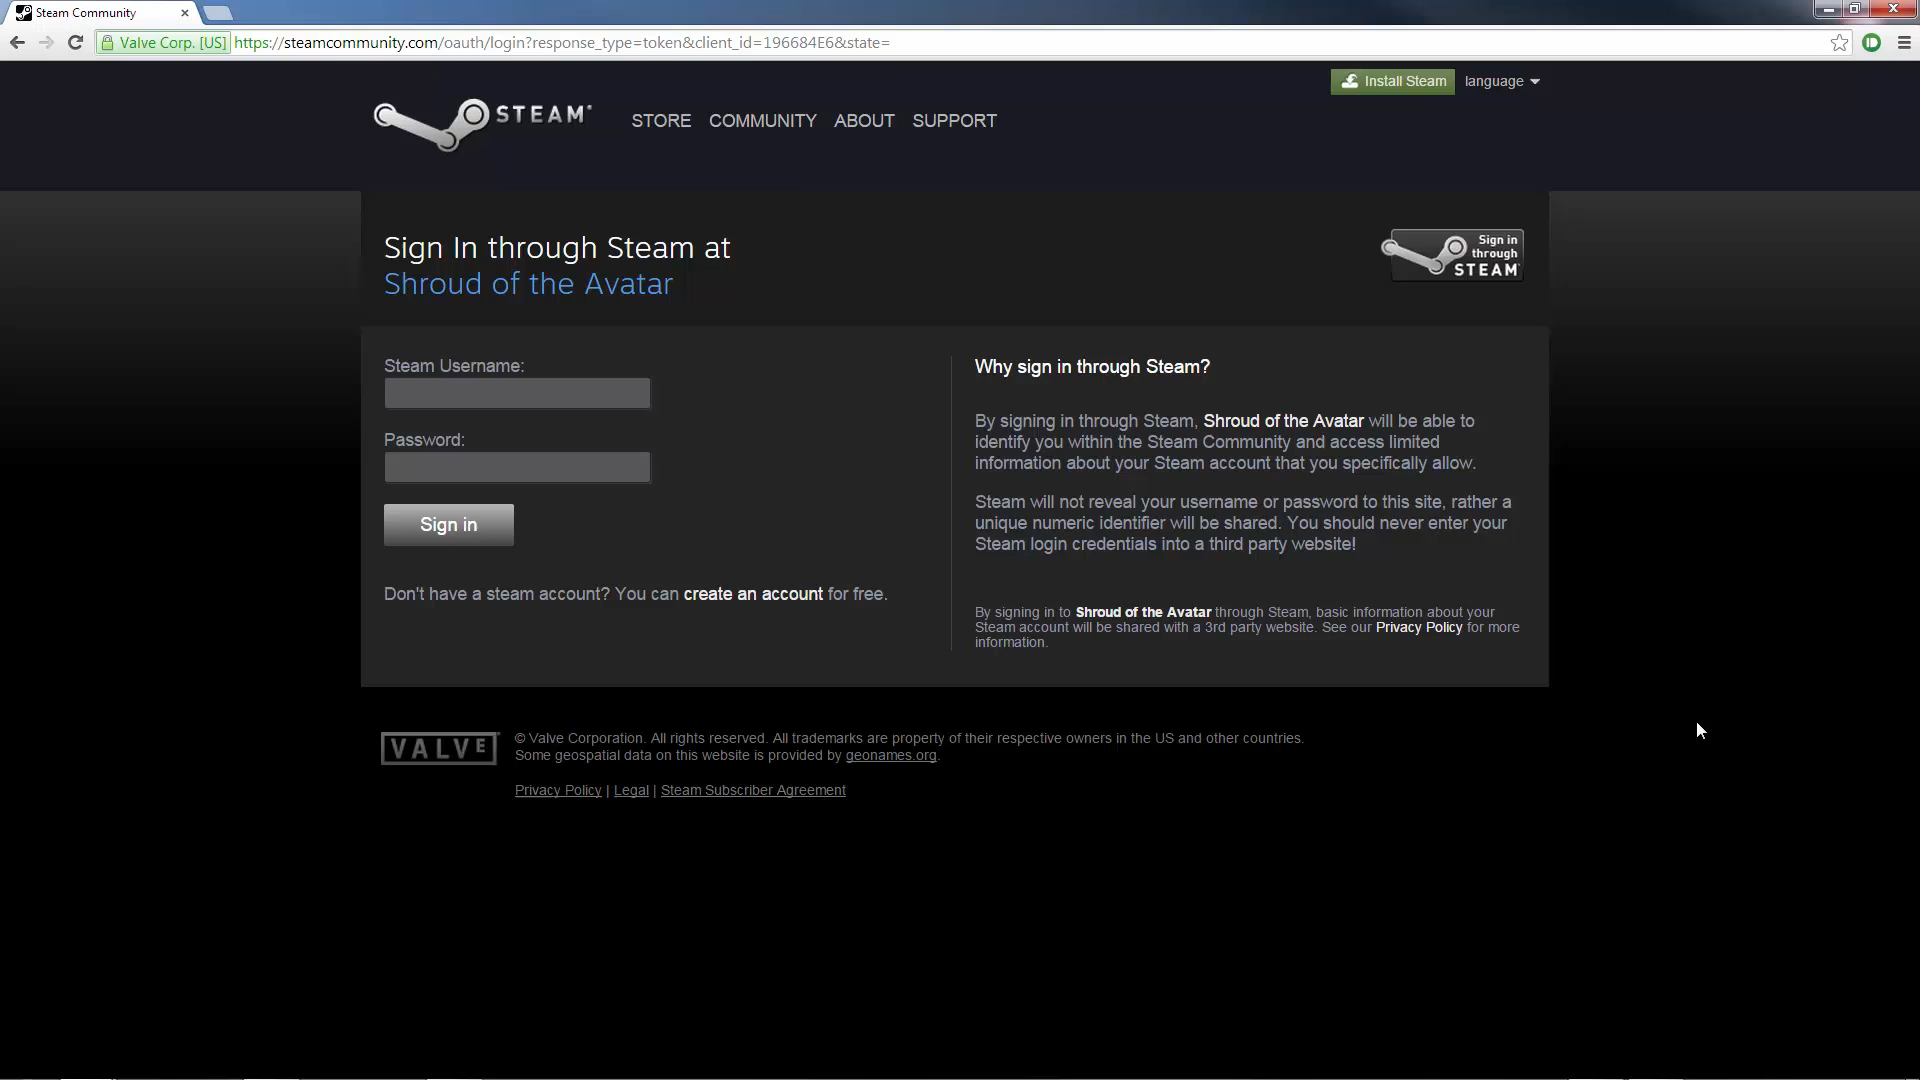 Steam Community
Valve Corp. [US] https://steamcommunity.com/oauth/login?response_type=token&client_id=196684E6&state=
Install Steam language
STEAM®
STORE COMMUNITY ABOUT SUPPORT
Sign In through Steam at
Shroud of the Avatar
Sign in
through
STEAM
Steam Username:
Password:
Sign in
Don't have a steam account? You can create an account for free.
Why sign in through Steam?
By signing in through Steam, Shroud of the Avatar will be able to
identify you within the Steam Community and access limited
information about your Steam account that you specifically allow.
Steam will not reveal your username or password to this site, rather a
unique numeric identifier will be shared. You should never enter your
Steam login credentials into a third party website!
By signing in to Shroud of the Avatar through Steam, basic information about your
Steam account will be shared with a 3rd party website. See our Privacy Policy for more
information.
VALVE
© Valve Corporation. All rights reserved. All trademarks are property of their respective owners in the US and other countries.
Some geospatial data on this website is provided by geonames.org.
Privacy Policy | Legal | Steam Subscriber Agreement